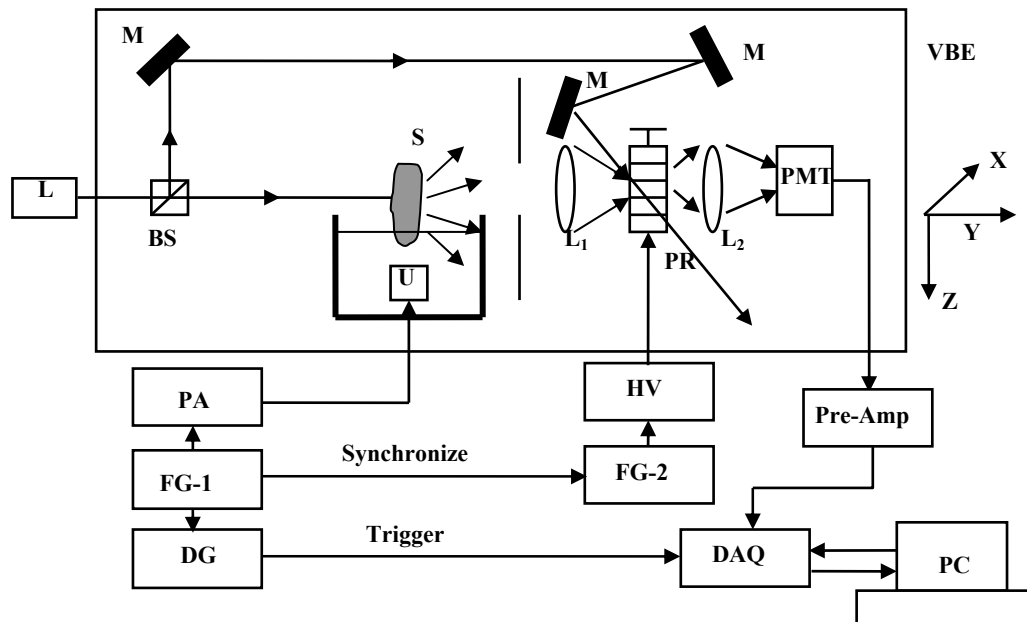 M
M
VBE
M
S
X
L
PMT
BS
L₁
L₂
Y
U
PR
Z
PA
HV
Pre-Amp
Synchronize
FG-1
FG-2
DG
Trigger
DAQ
PC